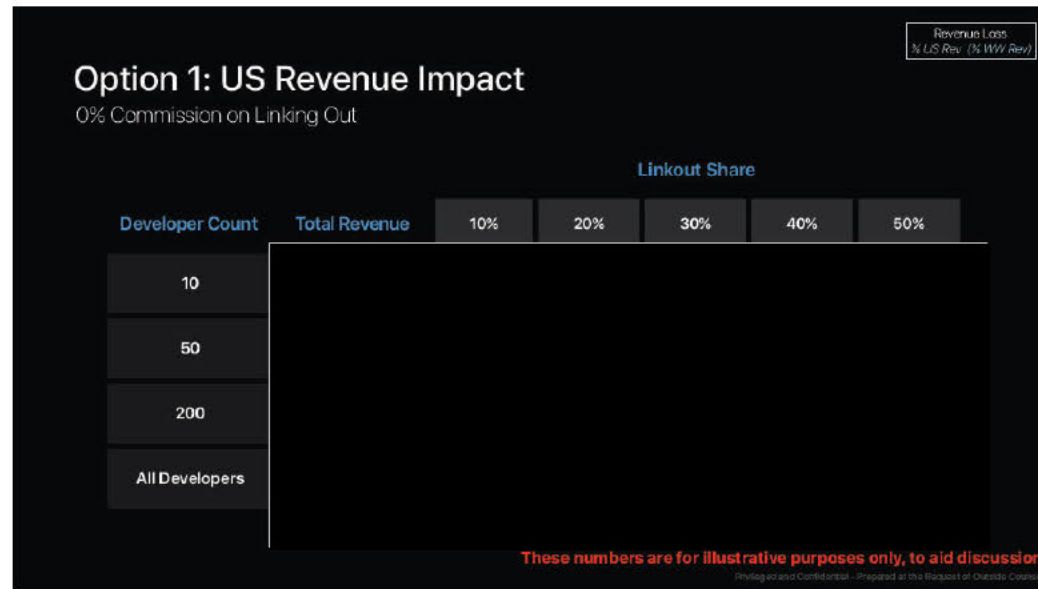 Revenue Loss
% US Rev (% WW Rev)
Option 1: US Revenue Impact
0% Commission on Linking Out
Linkout Share
Developer Count Total Revenue 10% 20% 30% 40% 50%
10
50
200
All Developers
These numbers are for illustrative purposes only, to aid discussion
Privileged and Confidential - Prepared at the Request of Outside Counsel